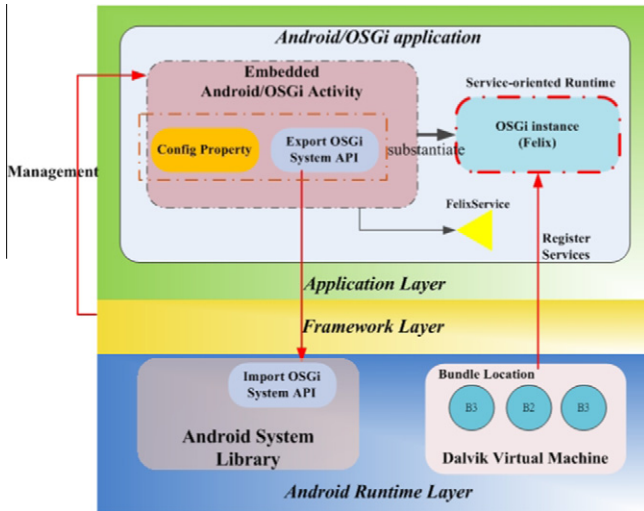 Android/OSGi application
Embedded
Android/OSGi Activity
Service-oriented Runtime
OSGi instance
(Felix)
Config Property
Export OSGi
System API
substantiate
Management
FelixService
Register
Services
Application Layer
Framework Layer
Import OSGi
System API
Android System
Library
Bundle Location
B3
B2
B3
Dalvik Virtual Machine
Android Runtime Layer